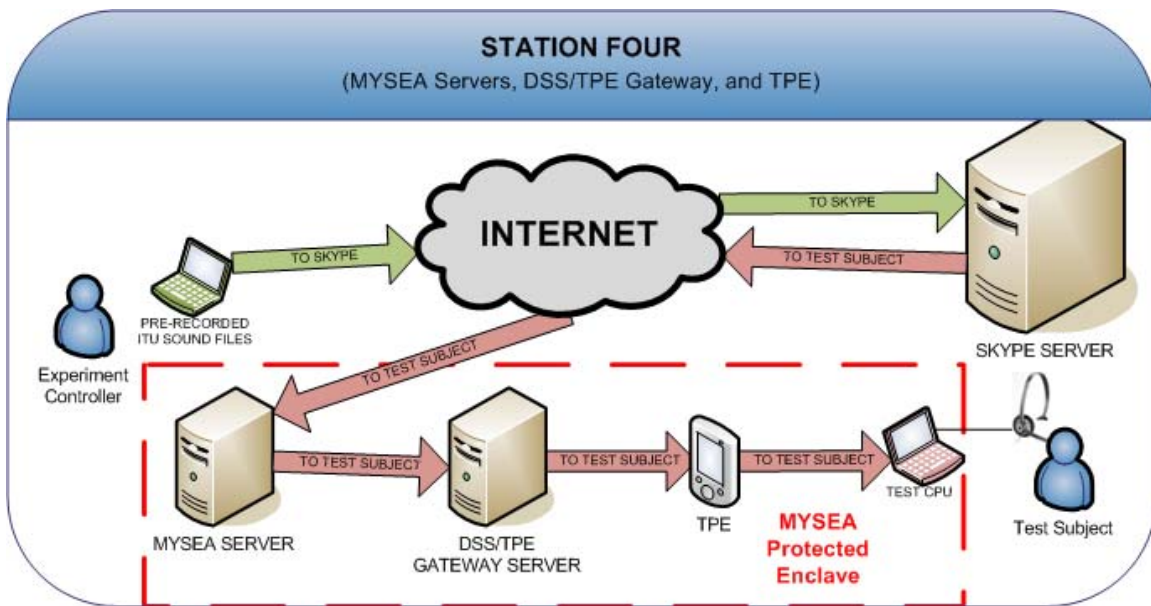 STATION FOUR
(MYSEA Servers, DSS/TPE Gateway, and TPE)
TO SKYPE
INTERNET
TO SKYPE
TO TEST SUBJECT
PRE-RECORDED
ITU SOUND FILES
SKYPE SERVER
Experiment
Controller
TO TEST SUBJECT
TO TEST SUBJECT
TO TEST SUBJECT
TO TEST SUBJECT
TEST CPU
MYSEA SERVER
DSS/TPE
GATEWAY SERVER
TPE
MYSEA
Protected
Enclave
Test Subject